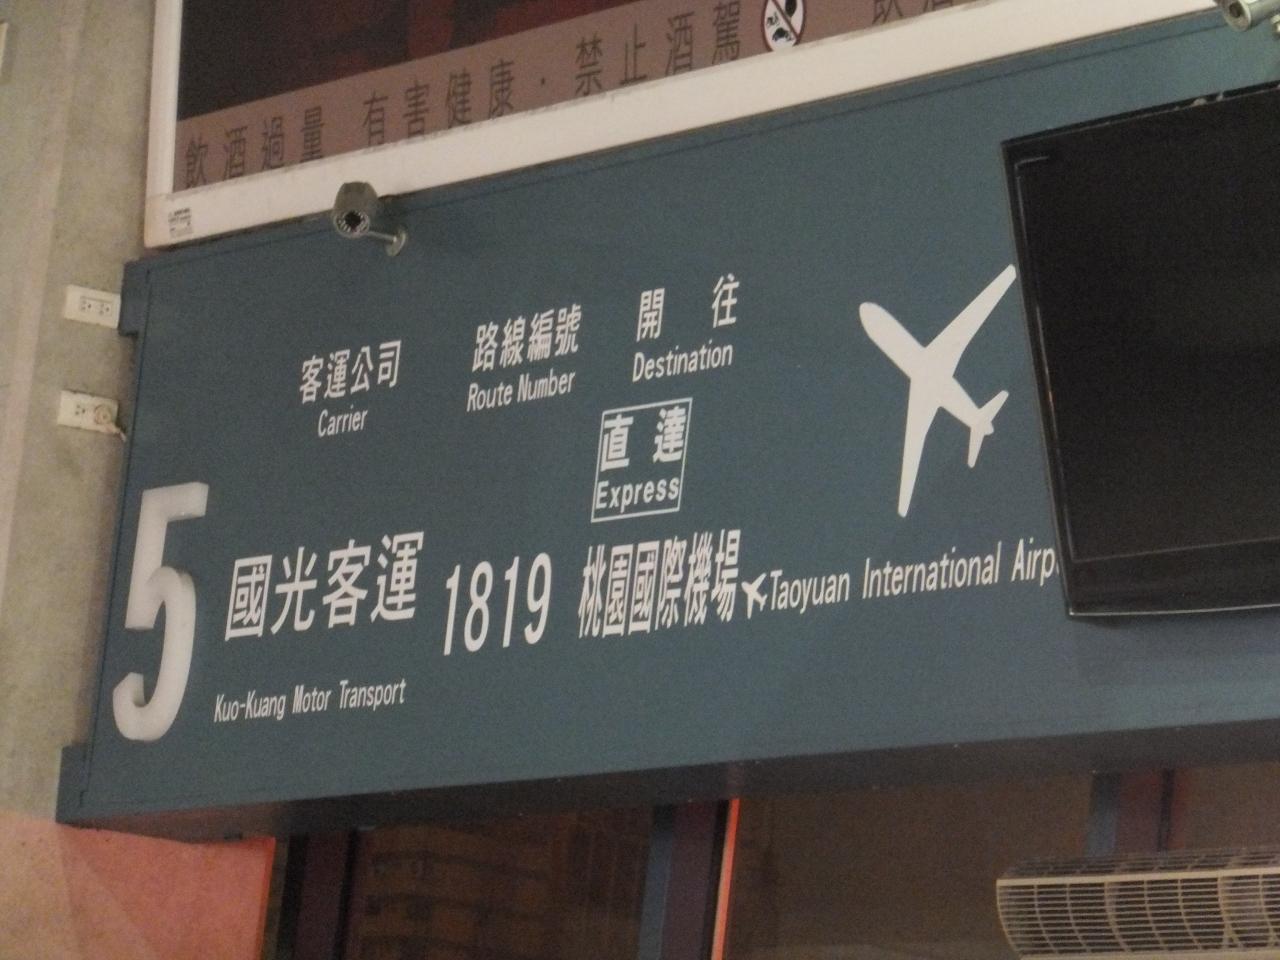 飲酒過量 有害健康・禁止酒駕
客運公司
Carrier
路線編號
Route Number
開往
Destination
直達
Express
5
國光客運
Kuo-Kuang Motor Transport
1819
桃園國際機場
Taoyuan International Airp